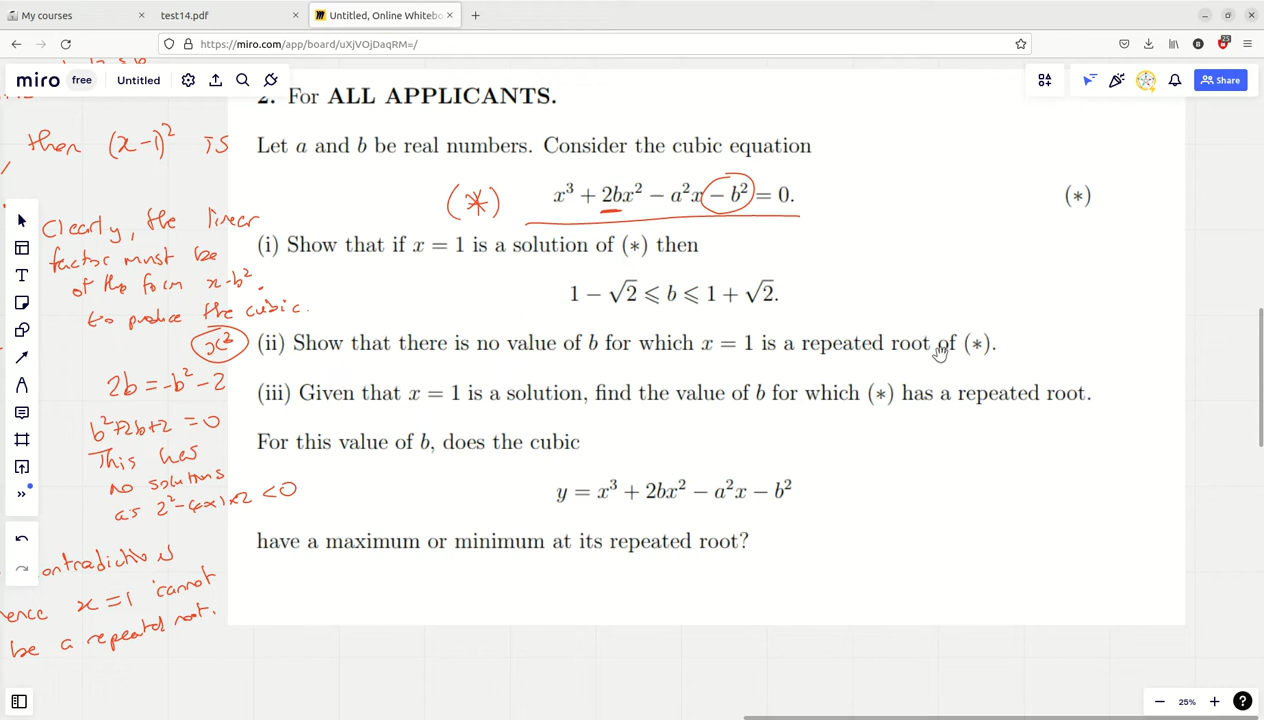 My courses
test14.pdf
Untitled, Online Whitebo
https://miro.com/app/board/uXjVOjDaqRM=/
25
miro free Untitled
Share
then (x-1)² is
Clearly, the linear
factor must be
of the form x-b².
to produce the cubic.
x²
2b = -b² - 2
b²+2b+2 = 0
This has
no solutions
as 2²-4×1×2 <0
ontradiction
ence x=1 cannot
be a repeated root.
2. For ALL APPLICANTS.
Let a and b be real numbers. Consider the cubic equation
(*) x³ + 2bx² − a²x − b² = 0. (∗)
(i) Show that if x = 1 is a solution of (∗) then
1 − √2 ⩽ b ⩽ 1 + √2.
(ii) Show that there is no value of b for which x = 1 is a repeated root of (∗).
(iii) Given that x = 1 is a solution, find the value of b for which (∗) has a repeated root.
For this value of b, does the cubic
y = x³ + 2bx² − a²x − b²
have a maximum or minimum at its repeated root?
25%